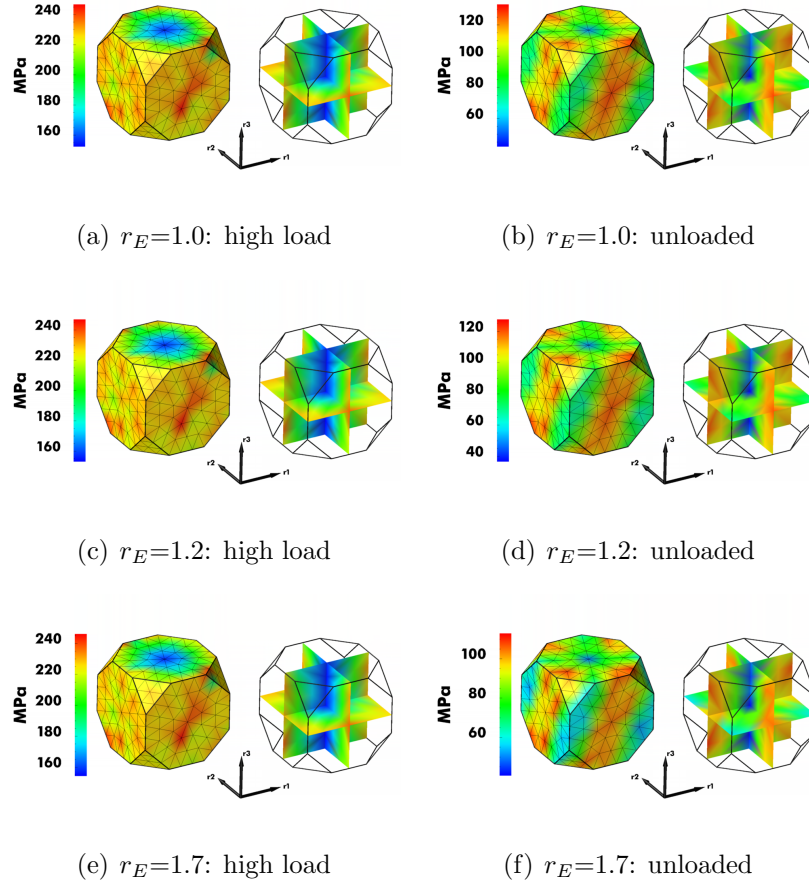 240
220
200
180
160
MPa
r3
r2
r1
120
100
80
60
MPa
r3
r2
r1
(a) r_E=1.0: high load
(b) r_E=1.0: unloaded
240
220
200
180
160
MPa
r3
r2
r1
120
100
80
60
40
MPa
r3
r2
r1
(c) r_E=1.2: high load
(d) r_E=1.2: unloaded
240
220
200
180
160
MPa
r3
r2
r1
100
80
60
MPa
r3
r2
r1
(e) r_E=1.7: high load
(f) r_E=1.7: unloaded